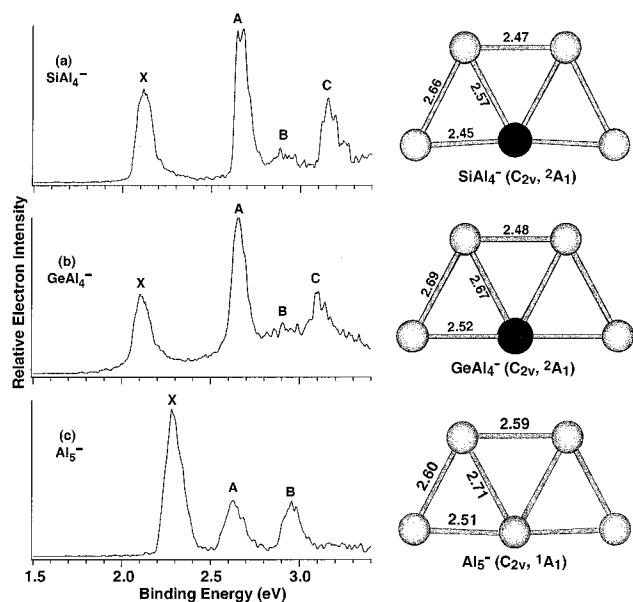 Relative Electron Intensity
(a)
SiAl₄⁻
X
A
B
C
(b)
GeAl₄⁻
X
A
B
C
(c)
Al₅⁻
X
A
B
1.5 2.0 2.5 3.0
Binding Energy (eV)
2.47
2.66
2.57
2.45
SiAl₄⁻ (C₂ᵥ, ²A₁)
2.48
2.69
2.67
2.52
GeAl₄⁻ (C₂ᵥ, ²A₁)
2.59
2.60
2.71
2.51
Al₅⁻ (C₂ᵥ, ¹A₁)